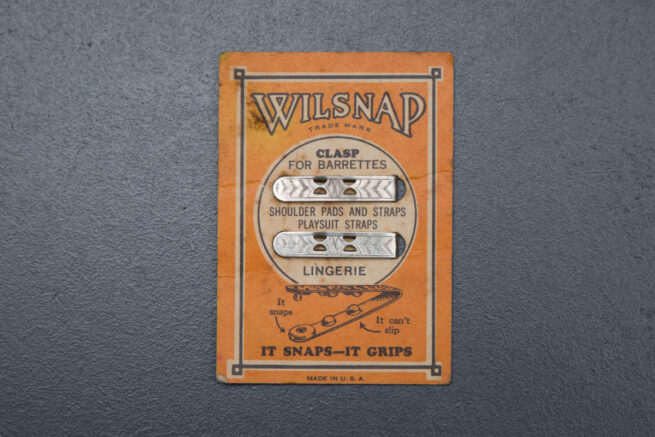 WILSNAP
TRADE MARK
CLASP
FOR BARRETTES
SHOULDER PADS AND STRAPS
PLAYSUIT STRAPS
LINGERIE
It
snaps
It can't
slip
IT SNAPS—IT GRIPS
MADE IN U. S. A.